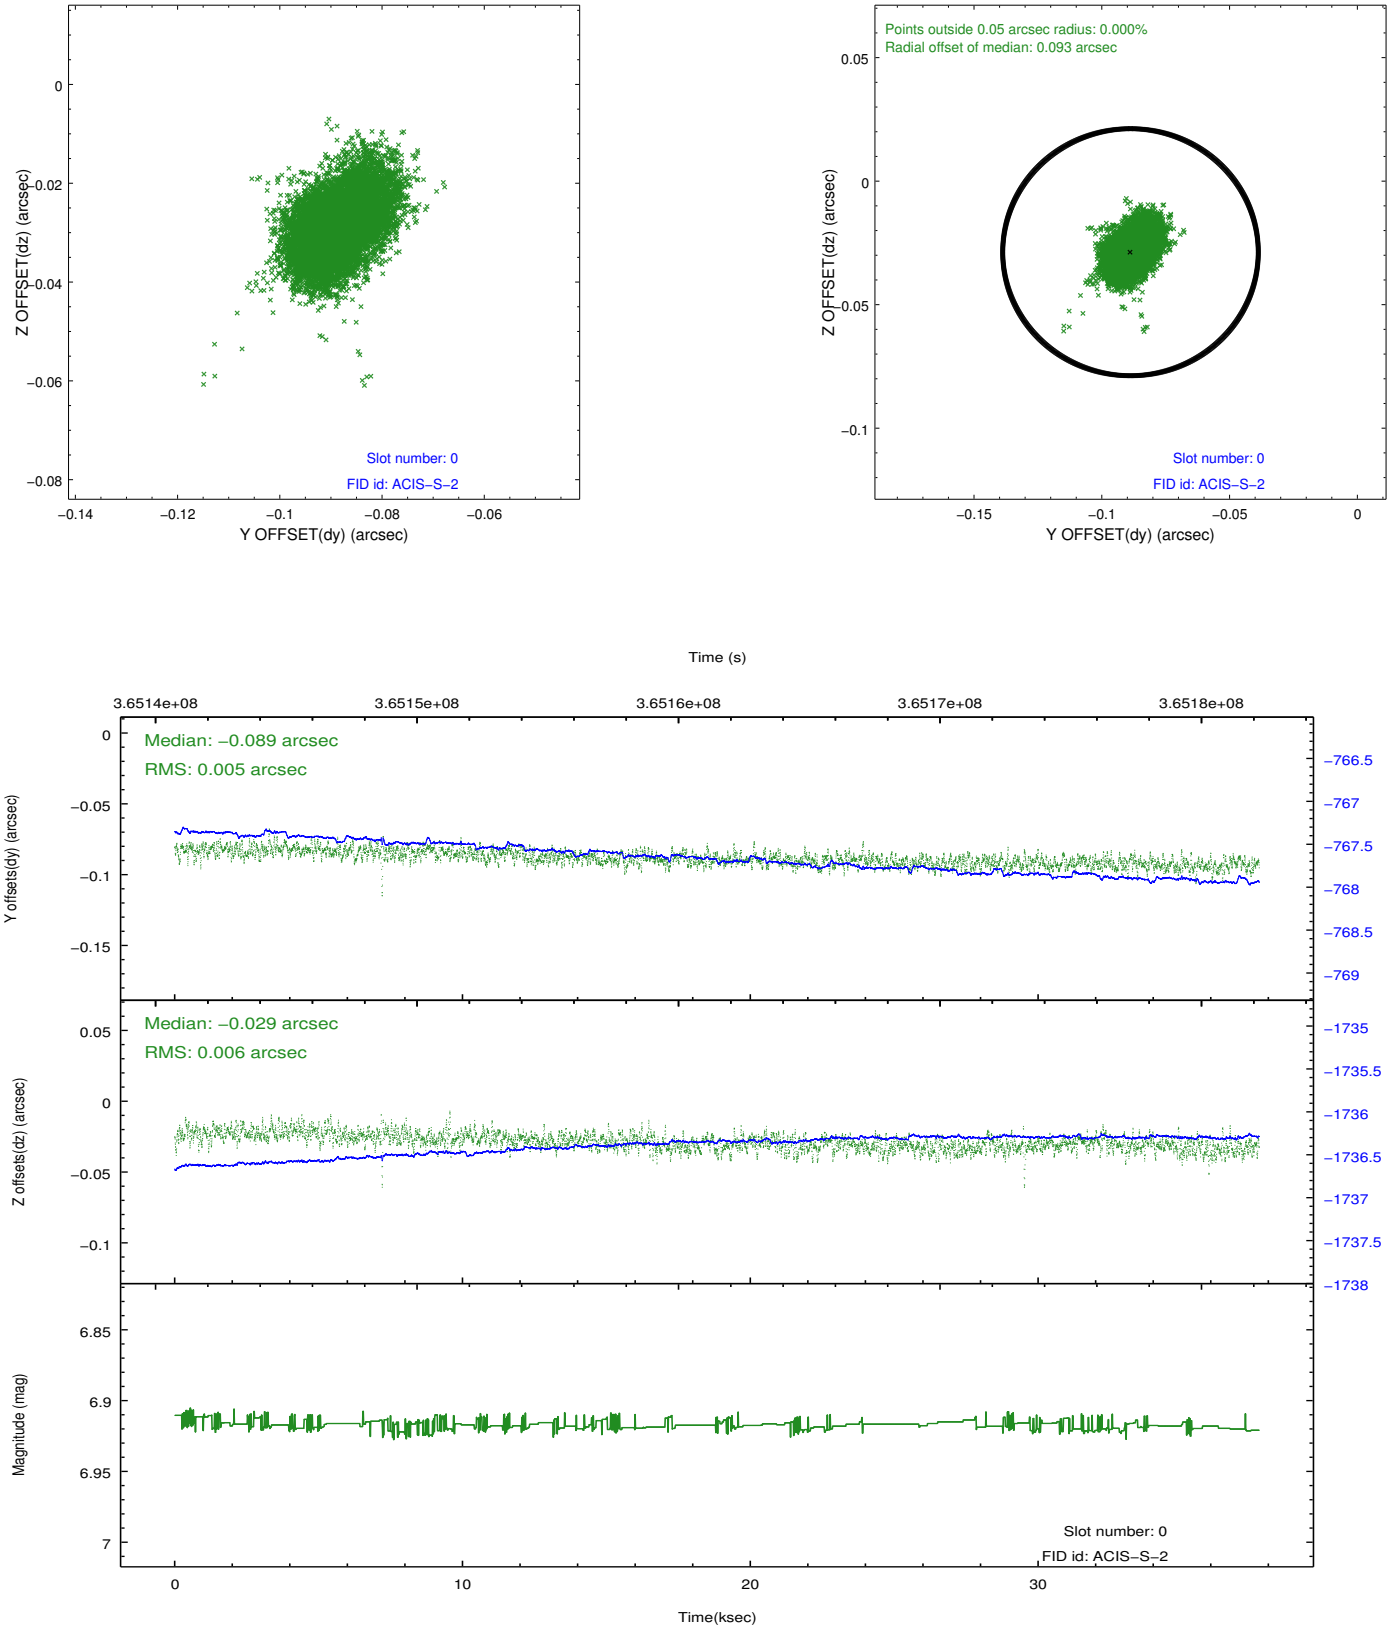 0
−0.02
−0.04
−0.06
−0.08
Z OFFSET(dz) (arcsec)
Slot number: 0
FID id: ACIS−S−2
−0.14
−0.12
−0.1
−0.08
−0.06
Y OFFSET(dy) (arcsec)
Points outside 0.05 arcsec radius: 0.000%
Radial offset of median: 0.093 arcsec
0.05
0
−0.05
−0.1
Z OFFSET(dz) (arcsec)
Slot number: 0
FID id: ACIS−S−2
−0.15
−0.1
−0.05
0
Y OFFSET(dy) (arcsec)
Time (s)
3.6514e+08
3.6515e+08
3.6516e+08
3.6517e+08
3.6518e+08
Median: −0.089 arcsec
RMS: 0.005 arcsec
0
−0.05
−0.1
−0.15
Y offsets(dy) (arcsec)
−766.5
−767
−767.5
−768
−768.5
−769
Median: −0.029 arcsec
RMS: 0.006 arcsec
0.05
0
−0.05
−0.1
Z offsets(dz) (arcsec)
−1735
−1735.5
−1736
−1736.5
−1737
−1737.5
−1738
6.85
6.9
6.95
7
Magnitude (mag)
Slot number: 0
FID id: ACIS−S−2
0
10
20
30
Time(ksec)